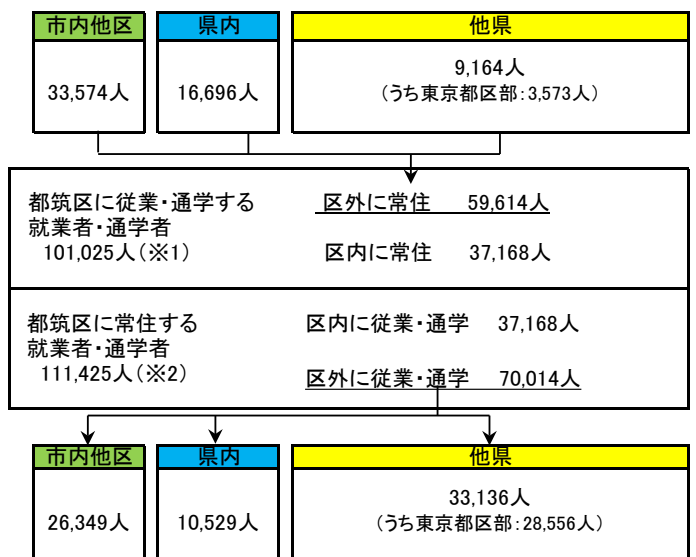 市内他区 県内 他県
33,574人 16,696人 9,164人
(うち東京都区部:3,573人)
都筑区に従業・通学する
就業者・通学者
101,025人(※1)
区外に常住 59,614人
区内に常住 37,168人
都筑区に常住する
就業者・通学者
111,425人(※2)
区内に従業・通学 37,168人
区外に従業・通学 70,014人
市内他区 県内 他県
26,349人 10,529人 33,136人
(うち東京都区部:28,556人)